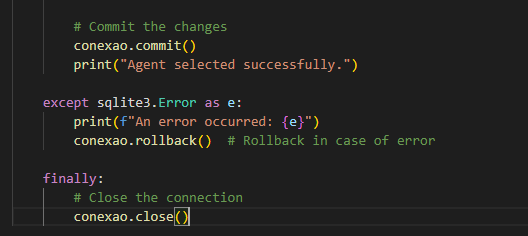 # Commit the changes
conexao.commit()
print("Agent selected successfully.")
except sqlite3.Error as e:
print(f"An error occurred: {e}")
conexao.rollback()  # Rollback in case of error
finally:
# Close the connection
conexao.close()